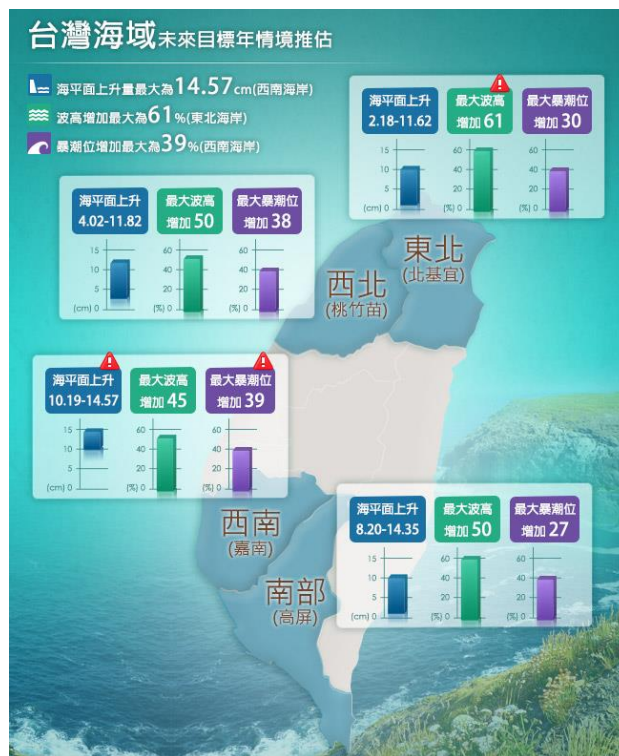 台灣海域未來目標年情境推估
海平面上升量最大為14.57cm(西南海岸)
波高增加最大為61%(東北海岸)
暴潮位增加最大為39%(西南海岸)
海平面上升
2.18-11.62
最大波高
增加 61
最大暴潮位
增加 30
15
10
5
(cm) 0
60
40
20
(%) 0
60
40
20
(%) 0
海平面上升
4.02-11.82
最大波高
增加 50
最大暴潮位
增加 38
15
10
5
(cm) 0
60
40
20
(%) 0
60
40
20
(%) 0
東北
(北基宜)
西北
(桃竹苗)
海平面上升
10.19-14.57
最大波高
增加 45
最大暴潮位
增加 39
15
10
5
(cm) 0
60
40
20
(%) 0
60
40
20
(%) 0
西南
(嘉南)
南部
(高屏)
海平面上升
8.20-14.35
最大波高
增加 50
最大暴潮位
增加 27
15
10
5
(cm) 0
60
40
20
(%) 0
60
40
20
(%) 0